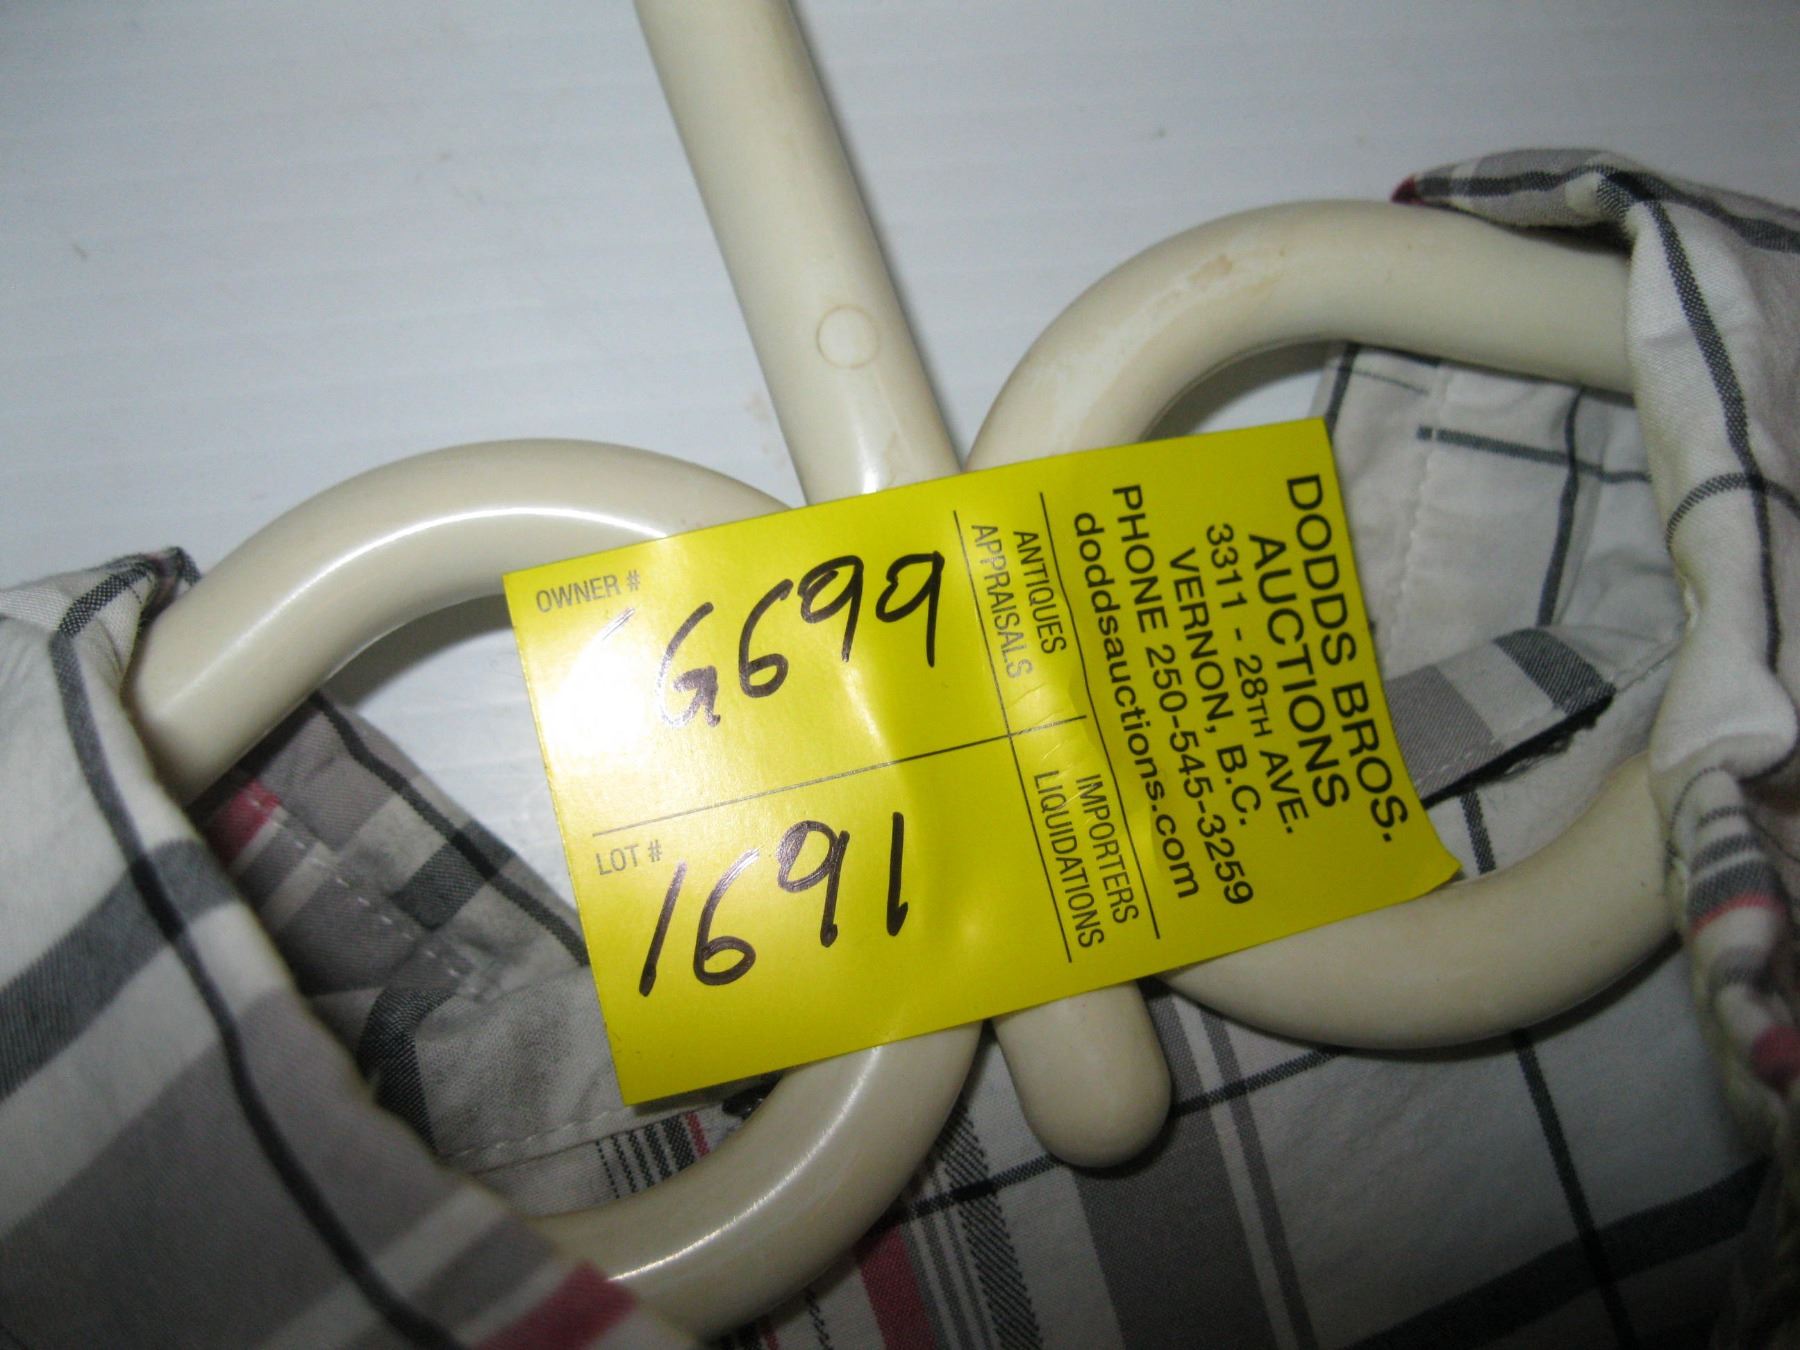 OWNER #
G699
LOT #
1691
DODDS BROS.
AUCTIONS
3311 - 28TH AVE.
VERNON, B.C.
PHONE 250-545-3259
doddsauctions.com
ANTIQUES IMPORTERS
APPRAISALS LIQUIDATIONS